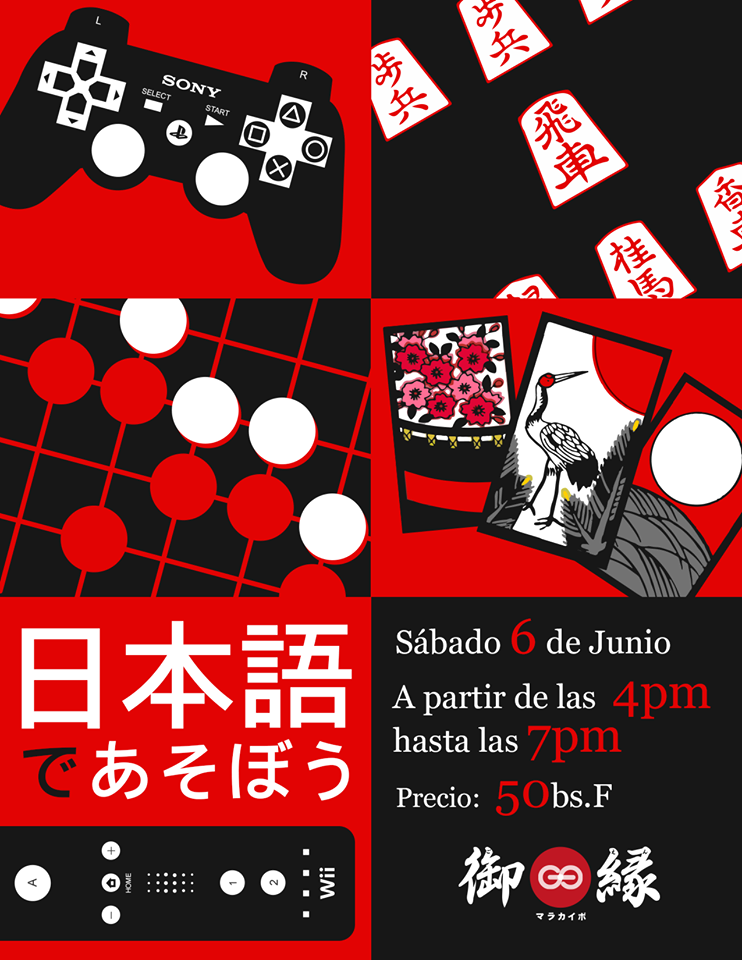 L
R
SONY
SELECT
START
歩兵
歩兵
飛車
桂馬
香車
日本語
であそぼう
Sábado 6 de Junio
A partir de las 4pm
hasta las 7pm
Precio: 50bs.F
A
+
HOME
−
1
2
Wii
御 縁
マラカイボ